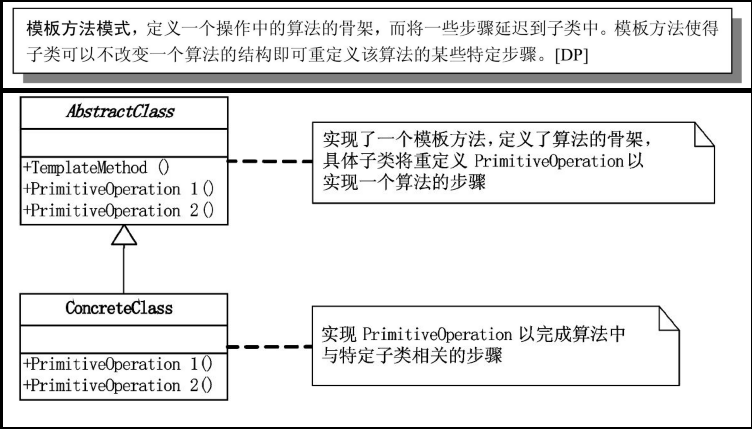 模板方法模式，定义一个操作中的算法的骨架，而将一些步骤延迟到子类中。模板方法使得
子类可以不改变一个算法的结构即可重定义该算法的某些特定步骤。[DP]
AbstractClass
+TemplateMethod ()
+PrimitiveOperation 1()
+PrimitiveOperation 2()
实现了一个模板方法，定义了算法的骨架，
具体子类将重定义 PrimitiveOperation 以
实现一个算法的步骤
ConcreteClass
+PrimitiveOperation 1()
+PrimitiveOperation 2()
实现 PrimitiveOperation 以完成算法中
与特定子类相关的步骤